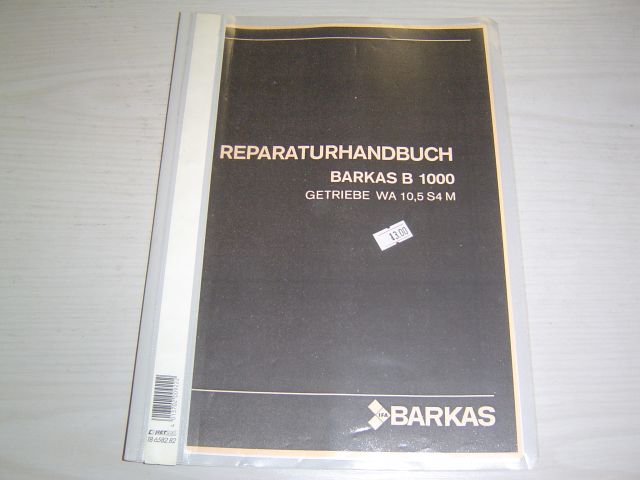 REPARATURHANDBUCH
BARKAS B 1000
GETRIEBE WA 10,5 S4 M
13.00
IFA
BARKAS